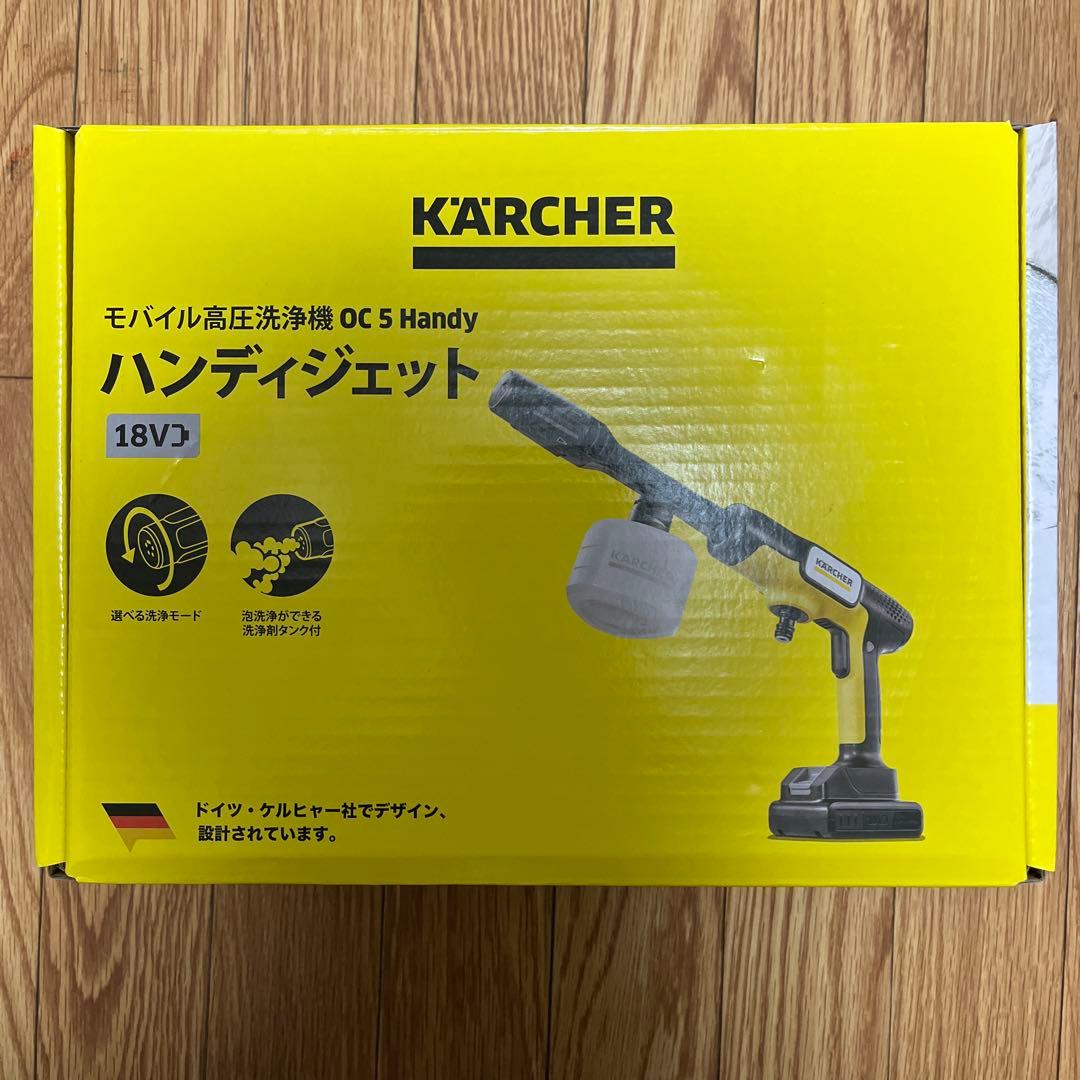 KÄRCHER
モバイル高圧洗浄機 OC 5 Handy
ハンディジェット
18V
選べる洗浄モード
泡洗浄ができる
洗浄剤タンク付
KÄRCHER
KÄRCHER
ドイツ・ケルヒャー社でデザイン、
設計されています。